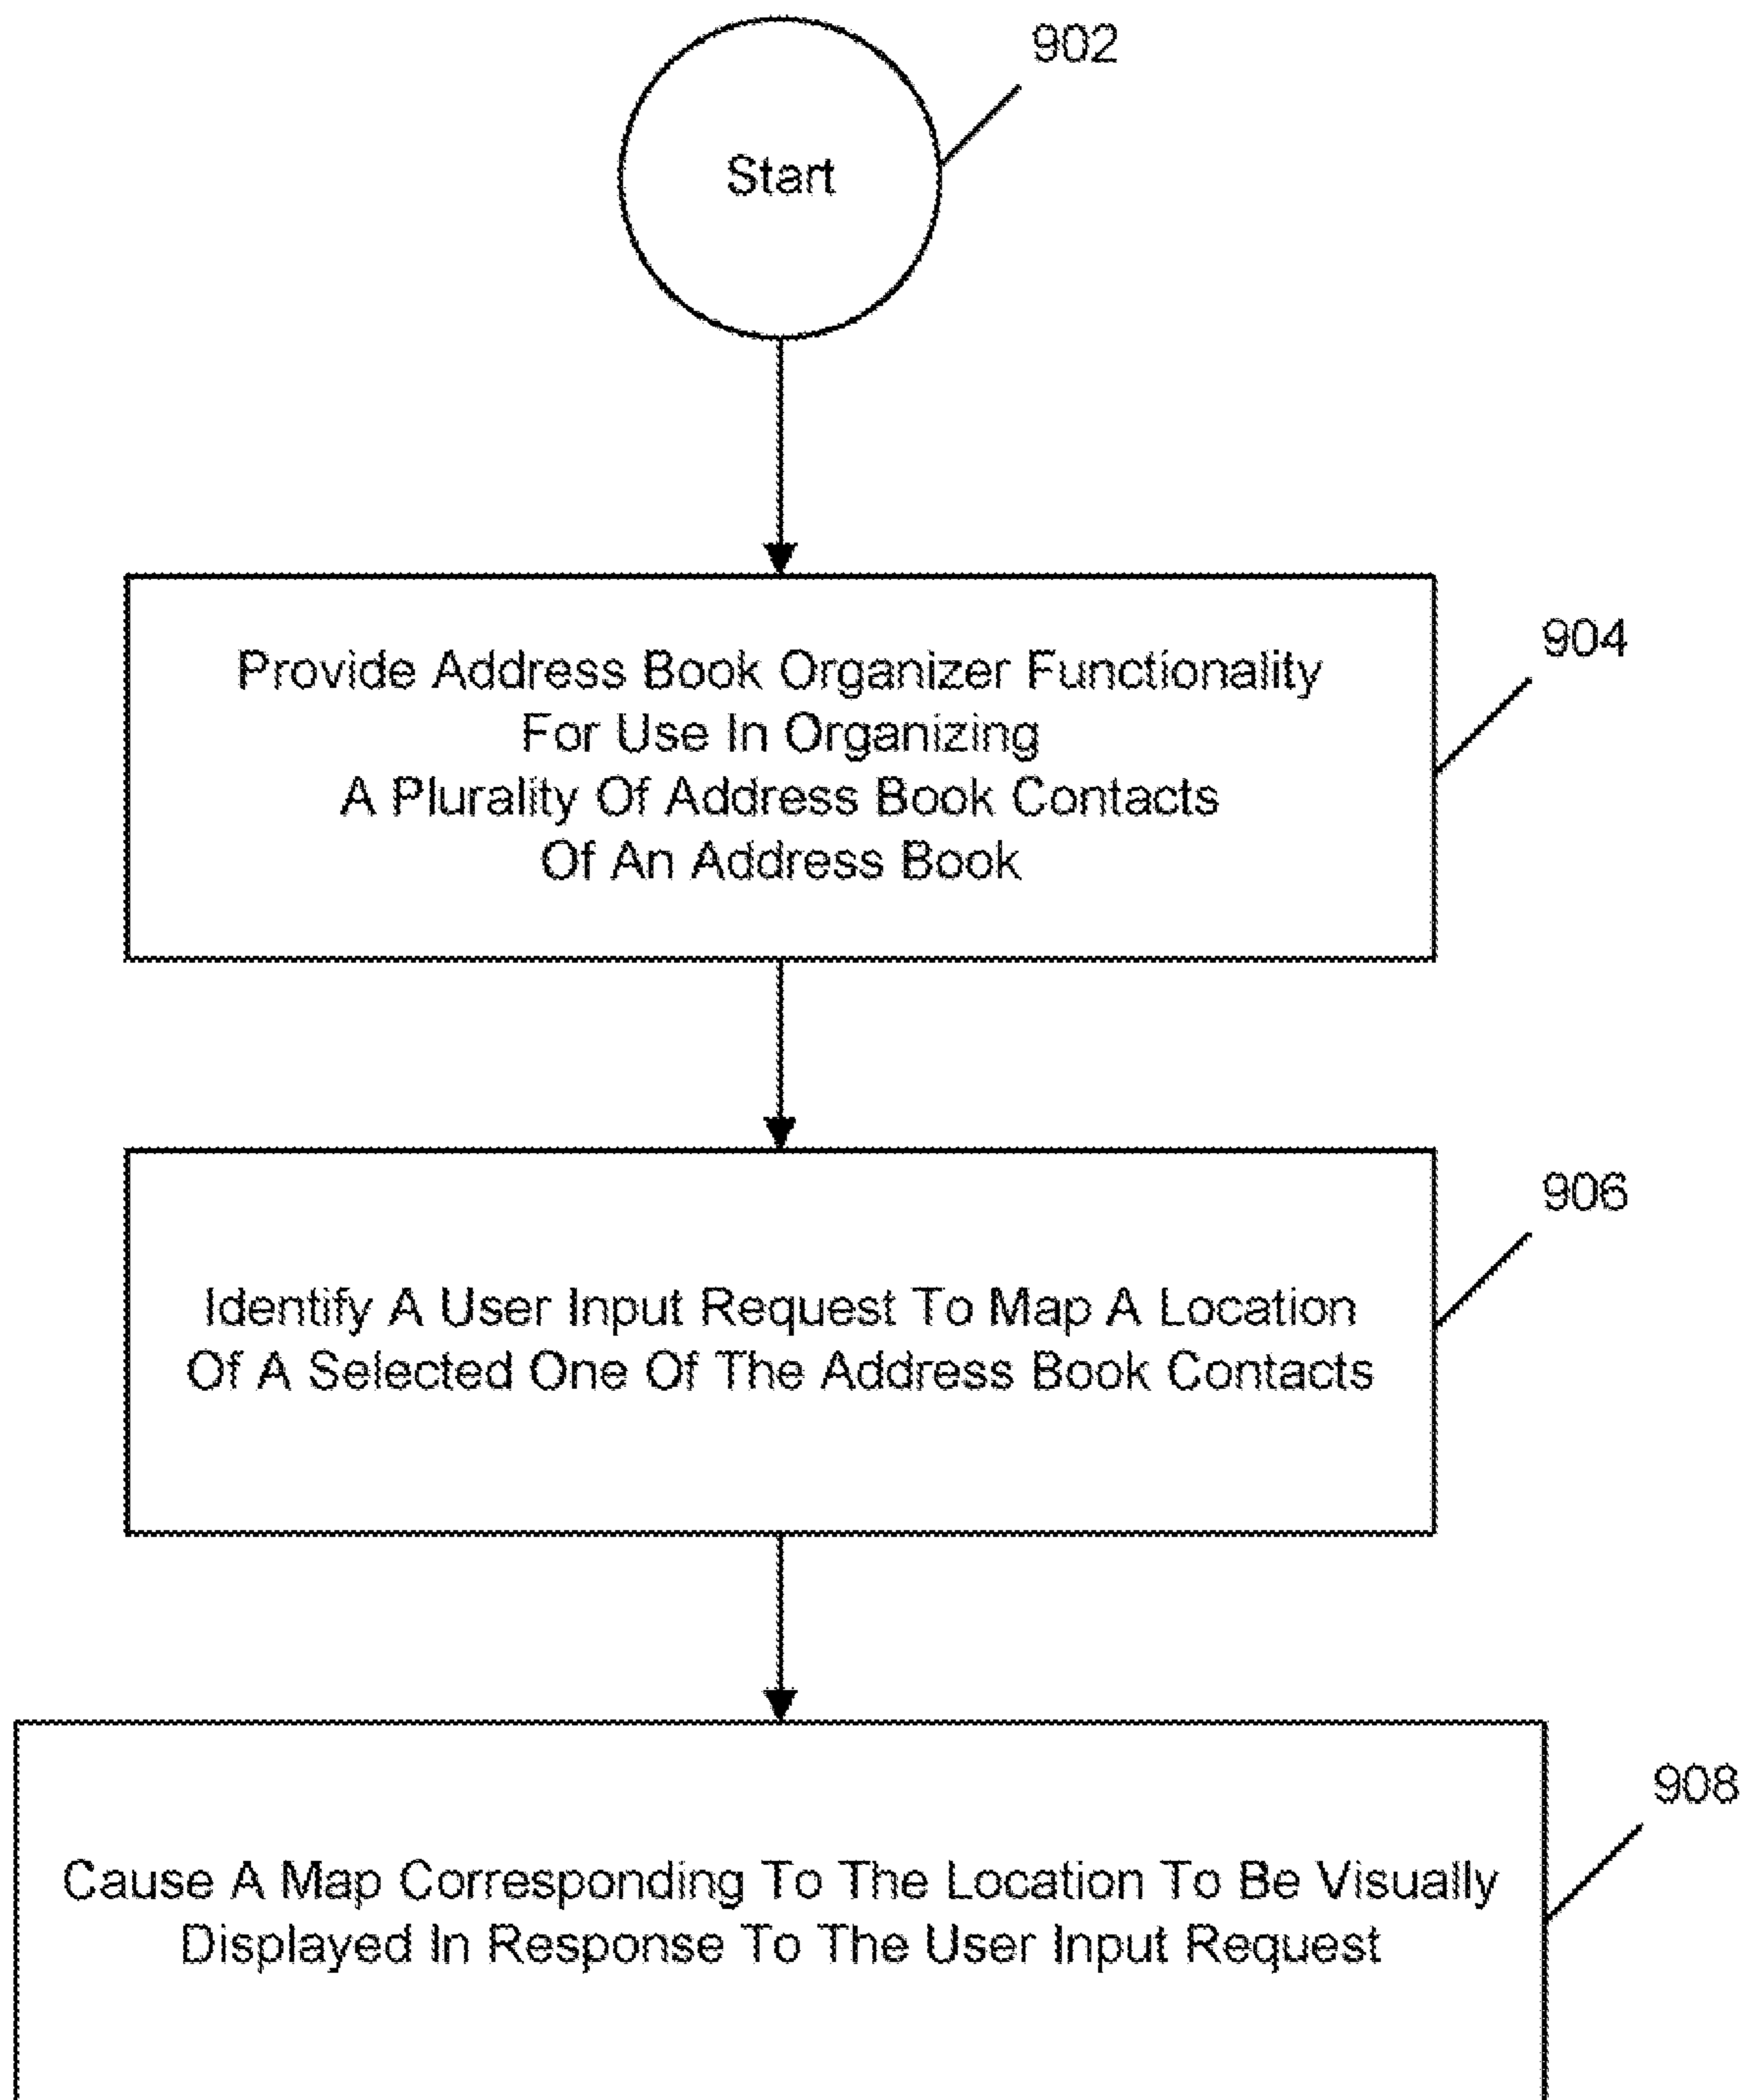 902
Start
904
Provide Address Book Organizer Functionality
For Use In Organizing
A Plurality Of Address Book Contacts
Of An Address Book
906
Identify A User Input Request To Map A Location
Of A Selected One Of The Address Book Contacts
908
Cause A Map Corresponding To The Location To Be Visually
Displayed In Response To The User Input Request